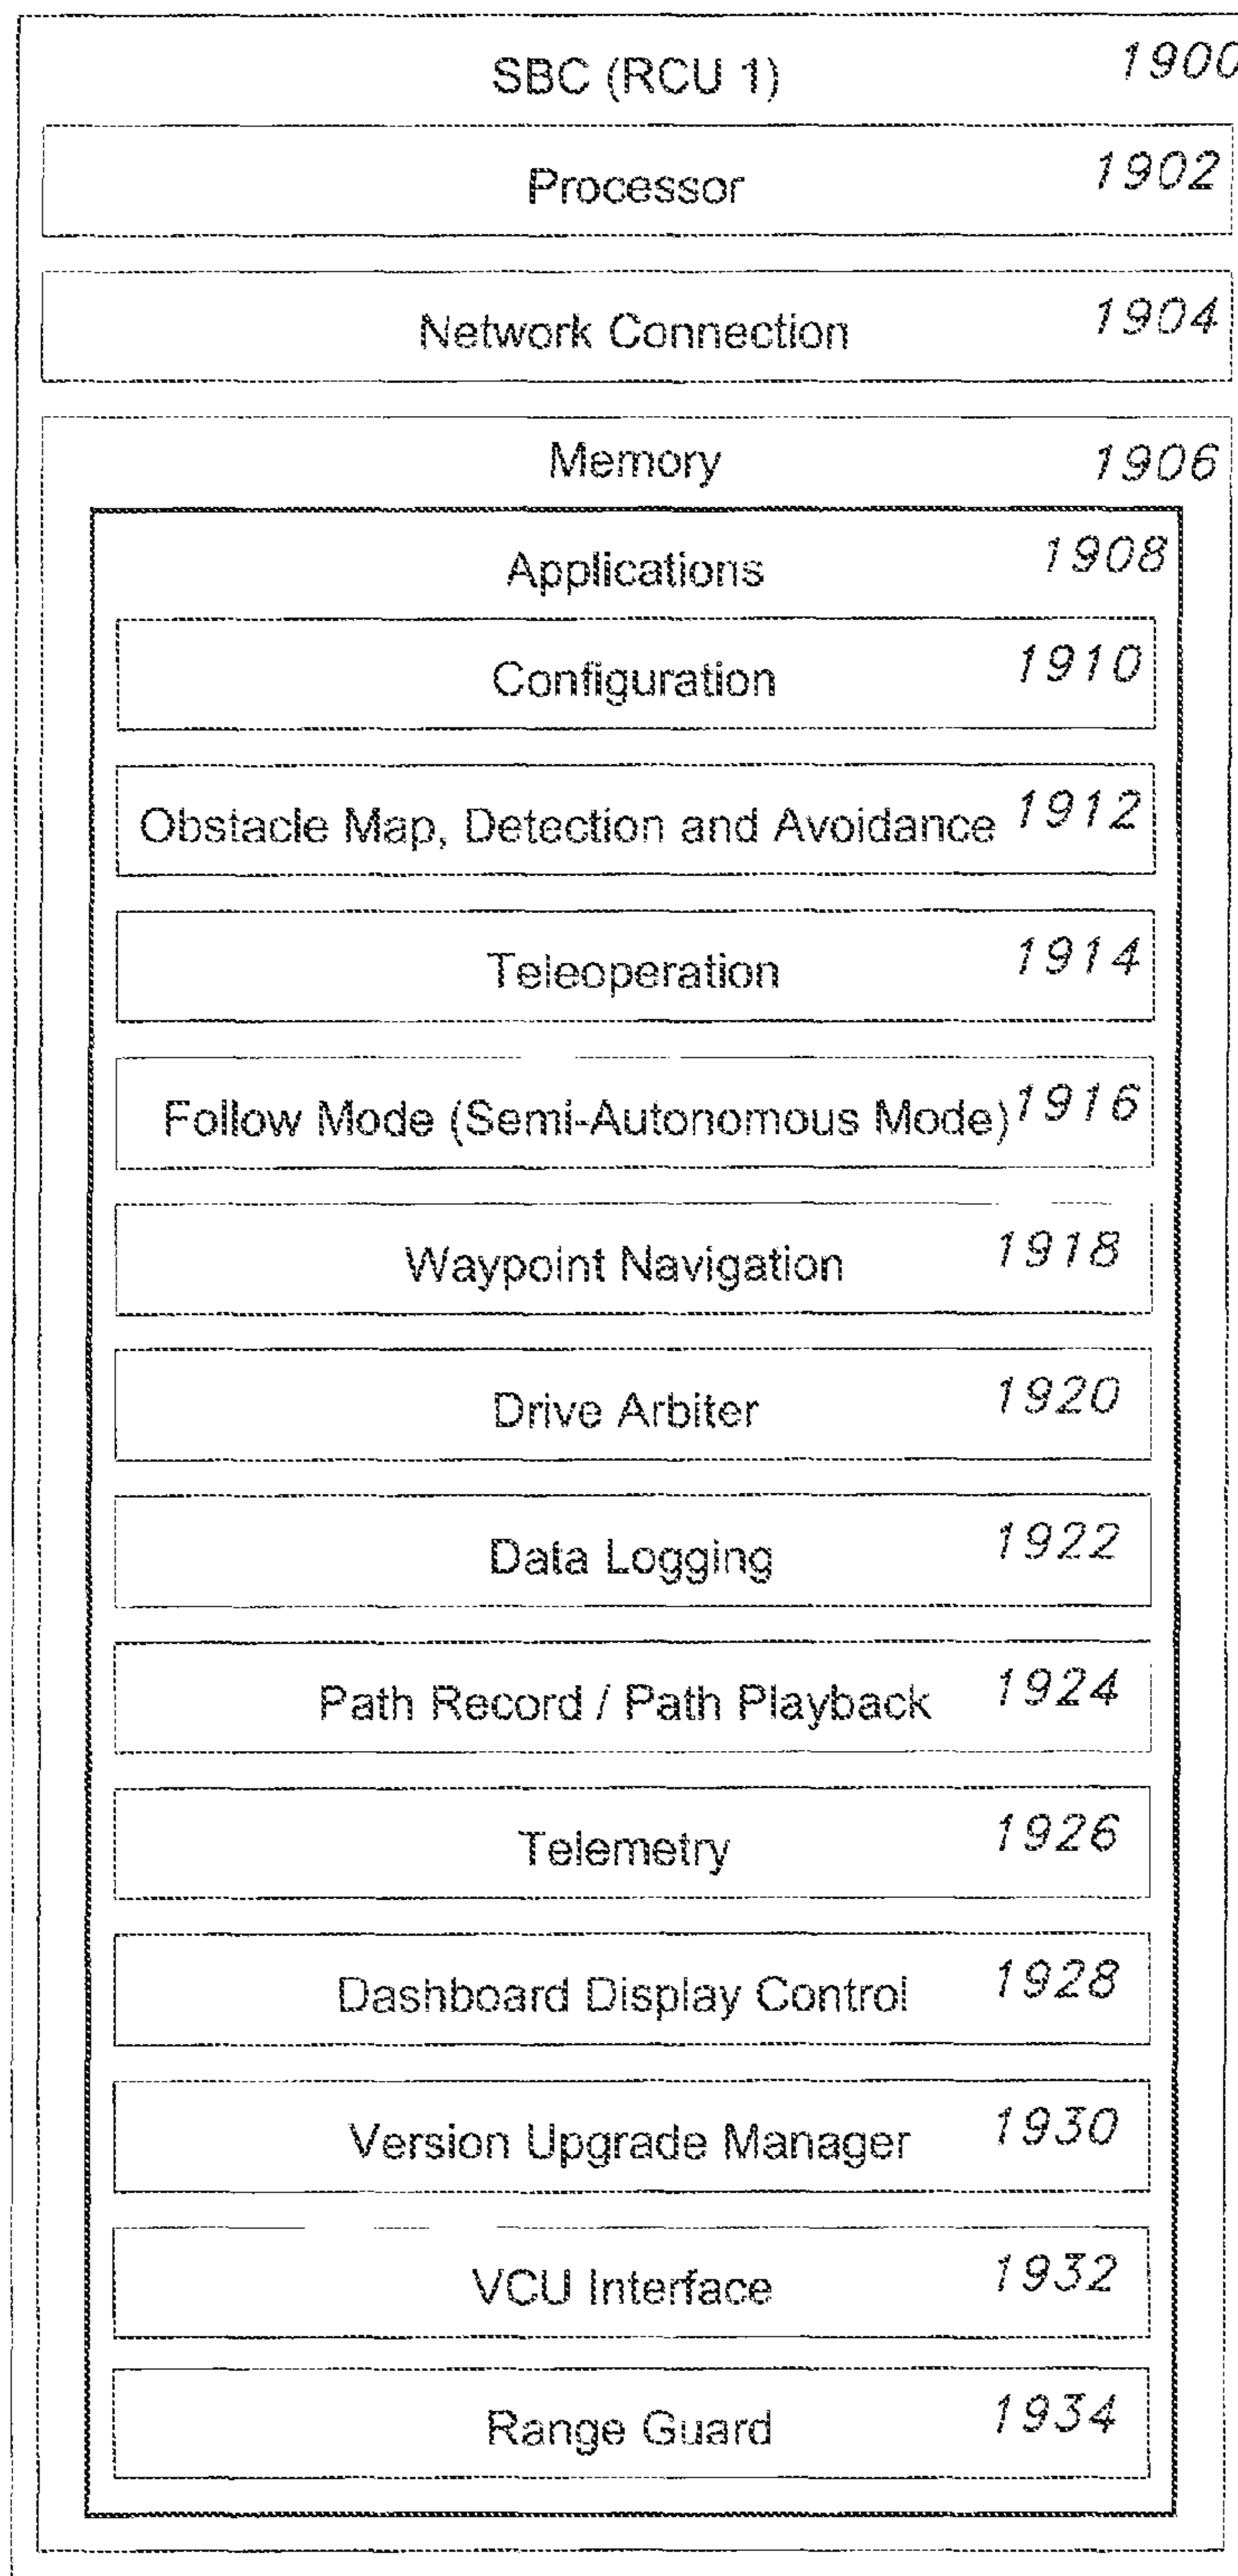 SBC (RCU 1) 1900
Processor 1902
Network Connection 1904
Memory 1906
Applications 1908
Configuration 1910
Obstacle Map, Detection and Avoidance 1912
Teleoperation 1914
Follow Mode (Semi-Autonomous Mode) 1916
Waypoint Navigation 1918
Drive Arbiter 1920
Data Logging 1922
Path Record / Path Playback 1924
Telemetry 1926
Dashboard Display Control 1928
Version Upgrade Manager 1930
VCU Interface 1932
Range Guard 1934